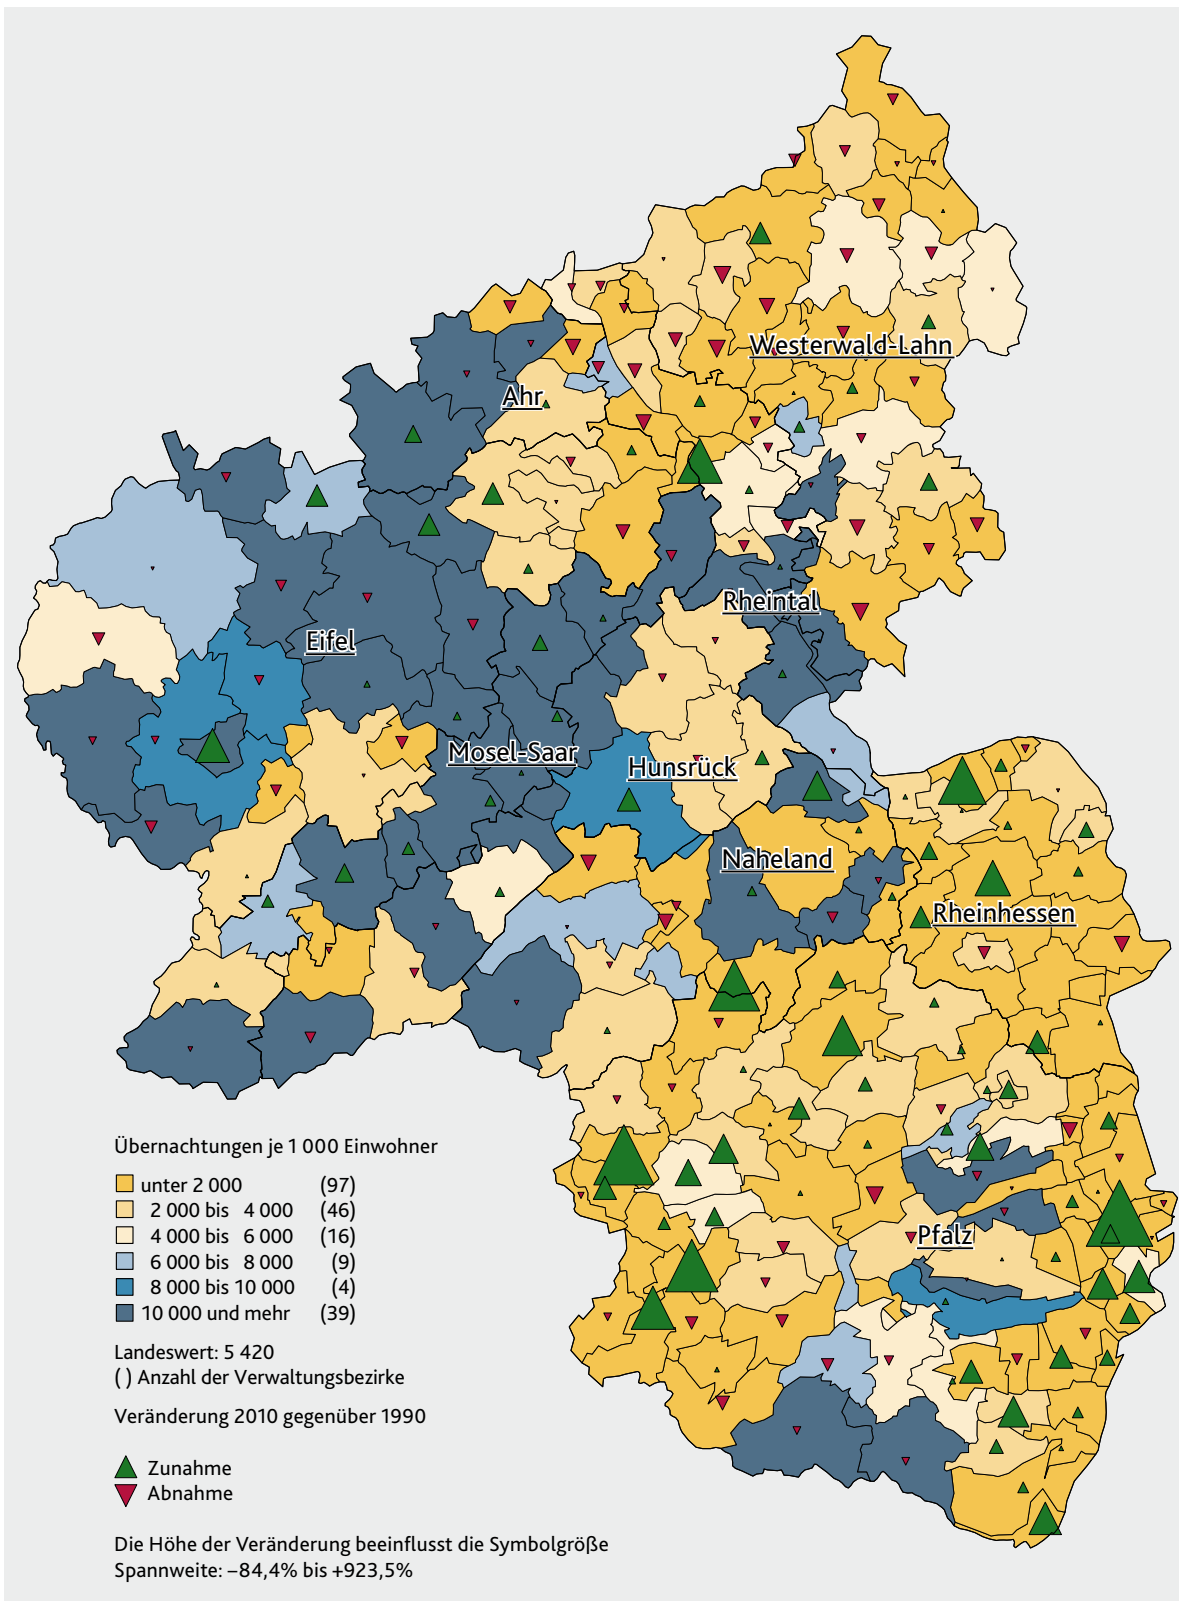 Westerwald-Lahn
Ahr
Rheintal
Eifel
Mosel-Saar
Hunsrück
Naheland
Rheinhessen
Pfalz
Übernachtungen je 1 000 Einwohner
unter 2 000 (97)
2 000 bis 4 000 (46)
4 000 bis 6 000 (16)
6 000 bis 8 000 (9)
8 000 bis 10 000 (4)
10 000 und mehr (39)
Landeswert: 5 420
( ) Anzahl der Verwaltungsbezirke
Veränderung 2010 gegenüber 1990
Zunahme
Abnahme
Die Höhe der Veränderung beeinflusst die Symbolgröße
Spannweite: –84,4% bis +923,5%